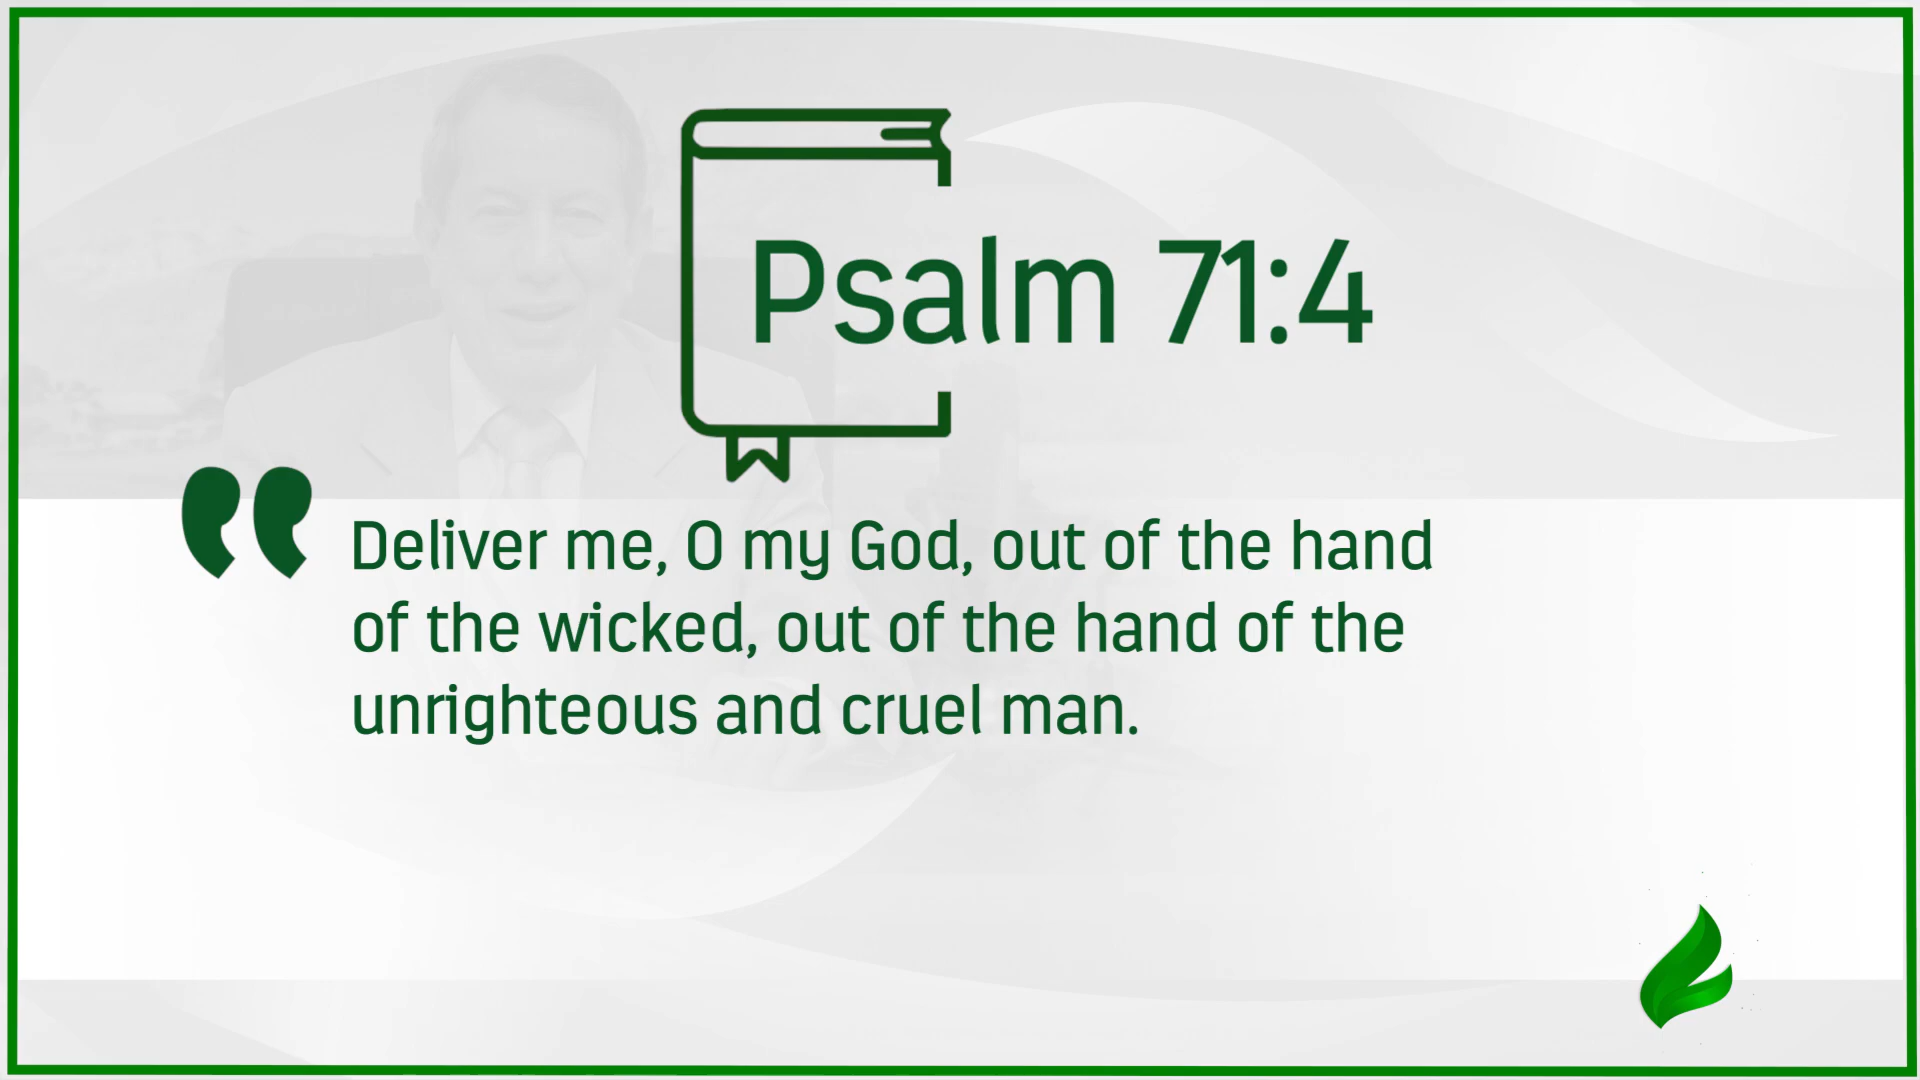 Psalm 71:4
Deliver me, O my God, out of the hand
of the wicked, out of the hand of the
unrighteous and cruel man.